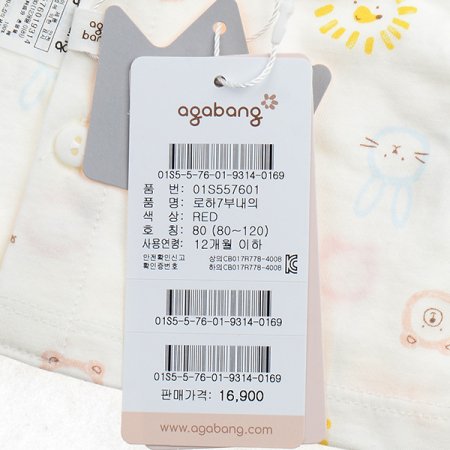 agabang
01S5-5-76-01-9314-0169
품 번: 01S557601
품 명: 로하7부내의
색 상: RED
호 칭: 80 (80~120)
사용연령: 12개월 이하
안전확인신고 상의CB017R778-4008
확인증번호 하의CB017R778-4008
01S5-5-76-01-9314-0169
01S5-5-76-01-9314-0169
판매가격: 16,900
www.agabang.com